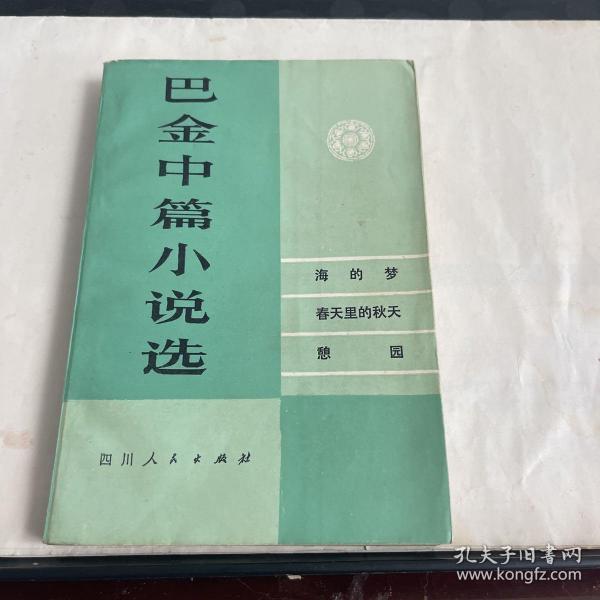 巴金中篇小说选
海的梦
春天里的秋天
憩园
四川人民出版社
孔夫子旧书网
www.kongfz.com